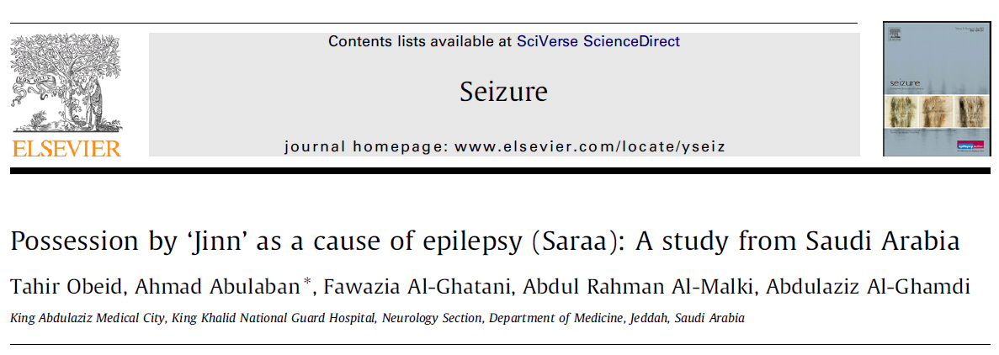 Contents lists available at SciVerse ScienceDirect
Seizure
journal homepage: www.elsevier.com/locate/yseiz
ELSEVIER
seizure
Possession by ‘Jinn’ as a cause of epilepsy (Saraa): A study from Saudi Arabia
Tahir Obeid, Ahmad Abulaban*, Fawazia Al-Ghatani, Abdul Rahman Al-Malki, Abdulaziz Al-Ghamdi
King Abdulaziz Medical City, King Khalid National Guard Hospital, Neurology Section, Department of Medicine, Jeddah, Saudi Arabia